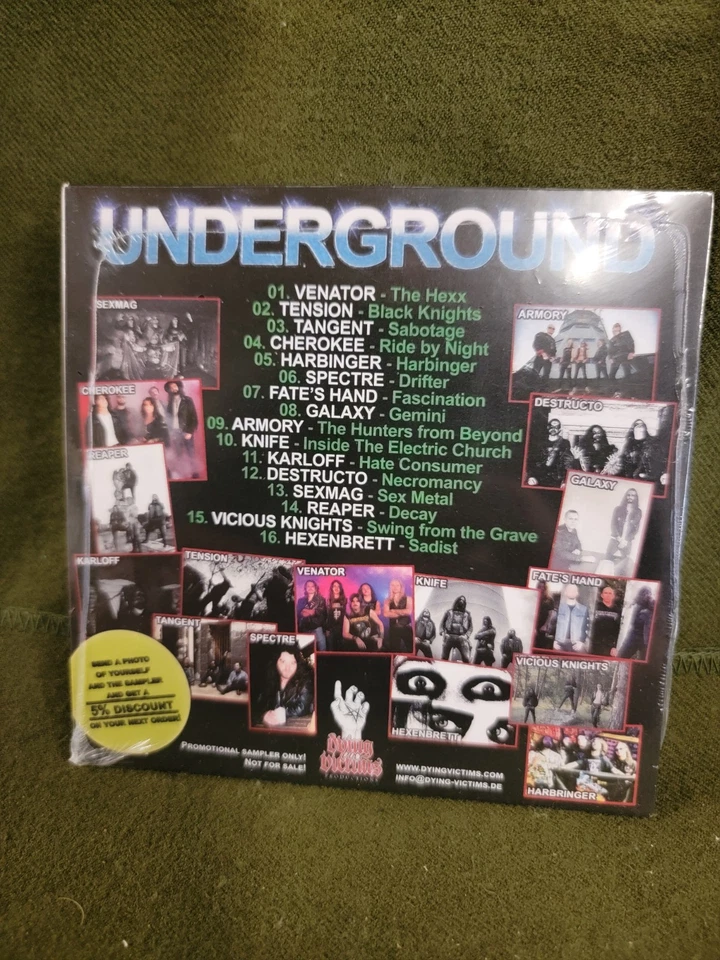 UNDERGROUND
01. VENATOR - The Hexx
02. TENSION - Black Knights
03. TANGENT - Sabotage
04. CHEROKEE - Ride by Night
05. HARBINGER - Harbinger
06. SPECTRE - Drifter
07. FATE'S HAND - Fascination
08. GALAXY - Gemini
09. ARMORY - The Hunters from Beyond
10. KNIFE - Inside The Electric Church
11. KARLOFF - Hate Consumer
12. DESTRUCTO - Necromancy
13. SEXMAG - Sex Metal
14. REAPER - Decay
15. VICIOUS KNIGHTS - Swing from the Grave
16. HEXENBRETT - Sadist
SEXMAG
CHEROKEE
REAPER
KARLOFF
TENSION
TANGENT
SPECTRE
VENATOR
KNIFE
HEXENBRETT
ARMORY
DESTRUCTO
GALAXY
FATE'S HAND
VICIOUS KNIGHTS
HARBRINGER
SEND A PHOTO
OF YOURSELF
AND THE SAMPLER
AND GET A
5% DISCOUNT
ON YOUR NEXT ORDER!
PROMOTIONAL SAMPLER ONLY!
NOT FOR SALE!
Dying
Victims
PRODUCTIONS
WWW.DYINGVICTIMS.COM
INFO@DYING-VICTIMS.DE